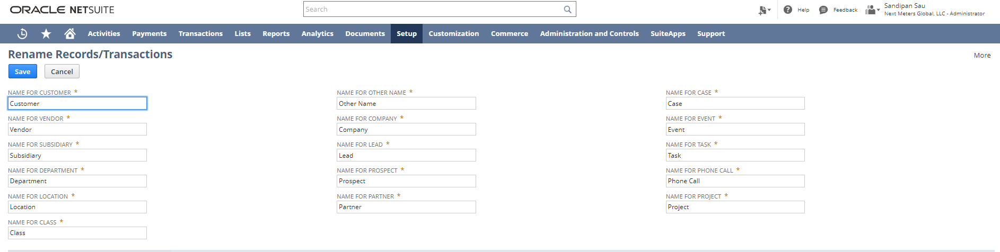 ORACLE NETSUITE
Search
Help
Feedback
Sandipan Sau
Next Meters Global, LLC - Administrator
Activities Payments Transactions Lists Reports Analytics Documents Setup Customization Commerce Administration and Controls SuiteApps Support
Rename Records/Transactions
More
Save Cancel
NAME FOR CUSTOMER *
Customer
NAME FOR VENDOR *
Vendor
NAME FOR SUBSIDIARY *
Subsidiary
NAME FOR DEPARTMENT *
Department
NAME FOR LOCATION *
Location
NAME FOR CLASS *
Class
NAME FOR OTHER NAME *
Other Name
NAME FOR COMPANY *
Company
NAME FOR LEAD *
Lead
NAME FOR PROSPECT *
Prospect
NAME FOR PARTNER *
Partner
NAME FOR CASE *
Case
NAME FOR EVENT *
Event
NAME FOR TASK *
Task
NAME FOR PHONE CALL *
Phone Call
NAME FOR PROJECT *
Project